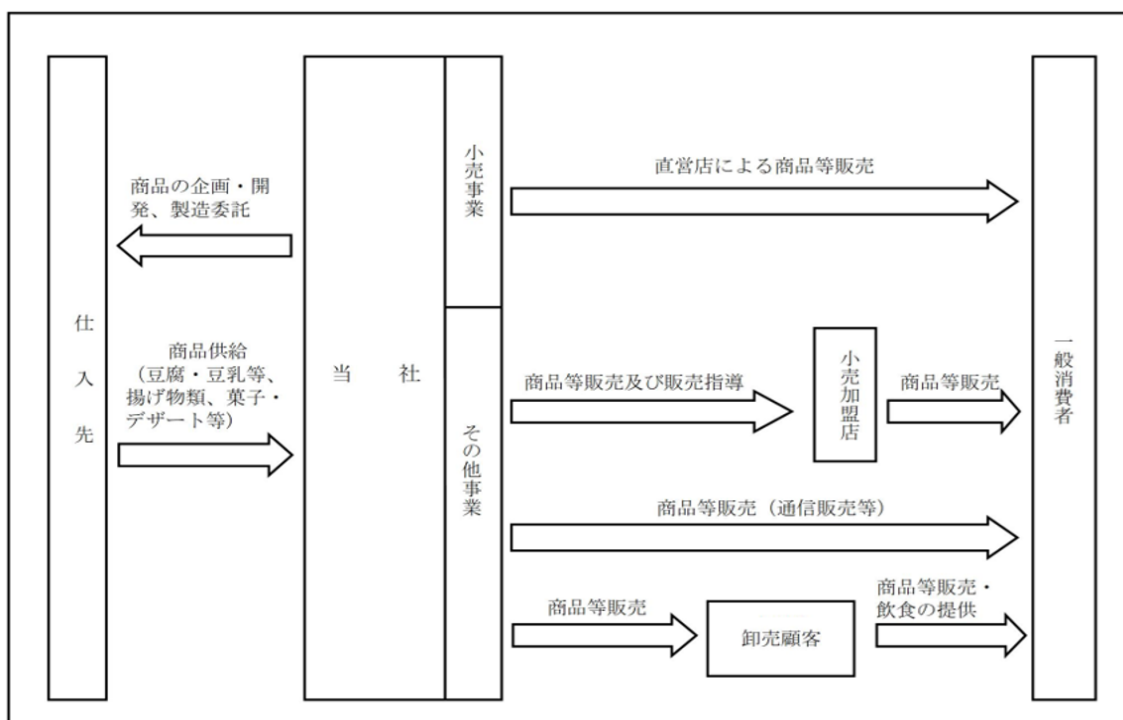 仕入先
商品の企画・開
発、製造委託
商品供給
（豆腐・豆乳等、
揚げ物類、菓子・
デザート等）
当社
小売事業
その他事業
直営店による商品等販売
商品等販売及び販売指導
小売加盟店
商品等販売
商品等販売（通信販売等）
商品等販売
卸売顧客
商品等販売・
飲食の提供
一般消費者